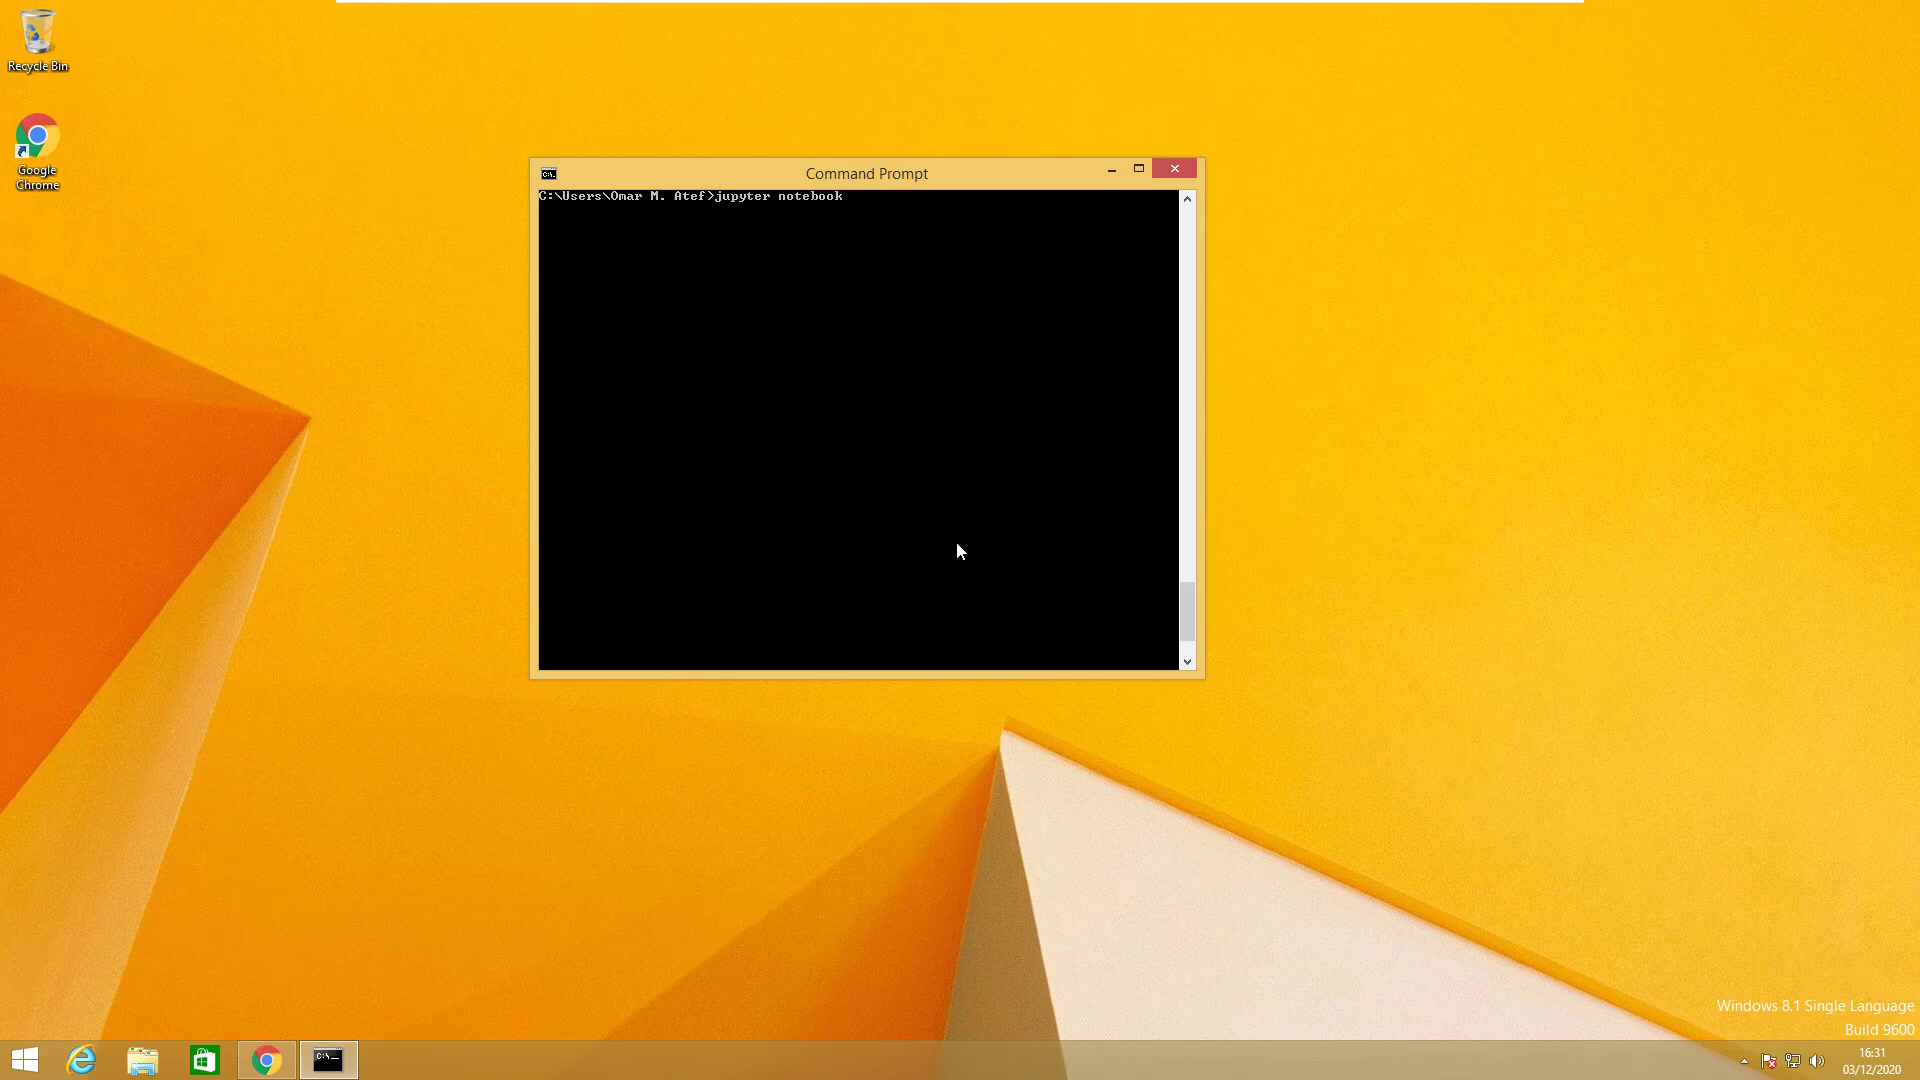 Recycle Bin
Google
Chrome
Command Prompt
C:\Users\Omar M. Atef>jupyter notebook
Windows 8.1 Single Language
Build 9600
16:31
03/12/2020